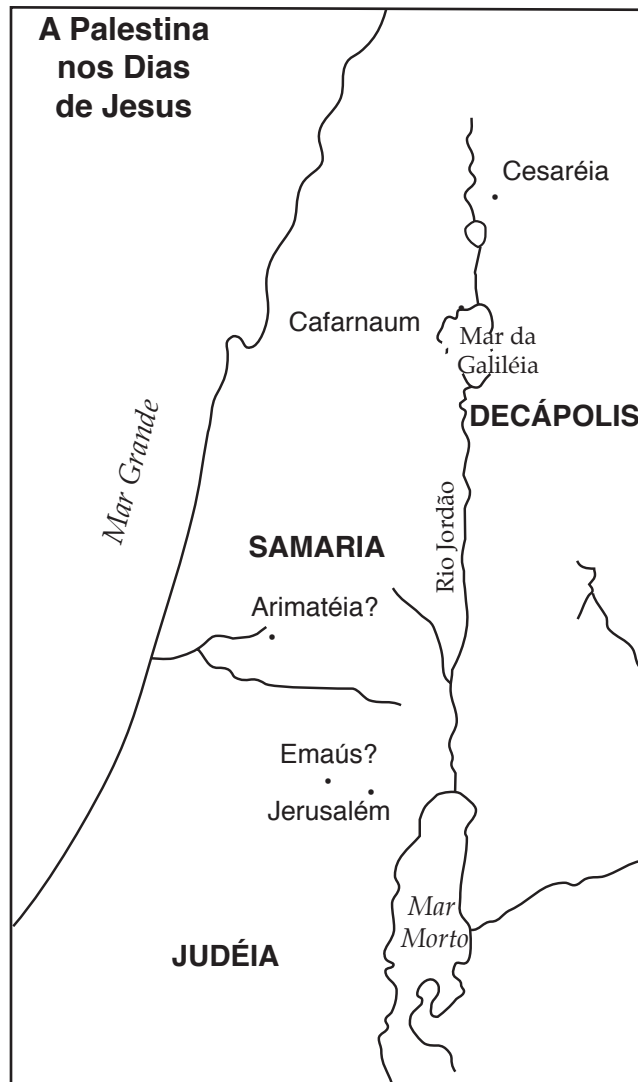 A Palestina
nos Dias
de Jesus
Cesaréia
Cafarnaum
Mar da
Galiléia
DECÁPOLIS
Mar Grande
Rio Jordão
SAMARIA
Arimatéia?
Emaús?
Jerusalém
Mar
Morto
JUDÉIA